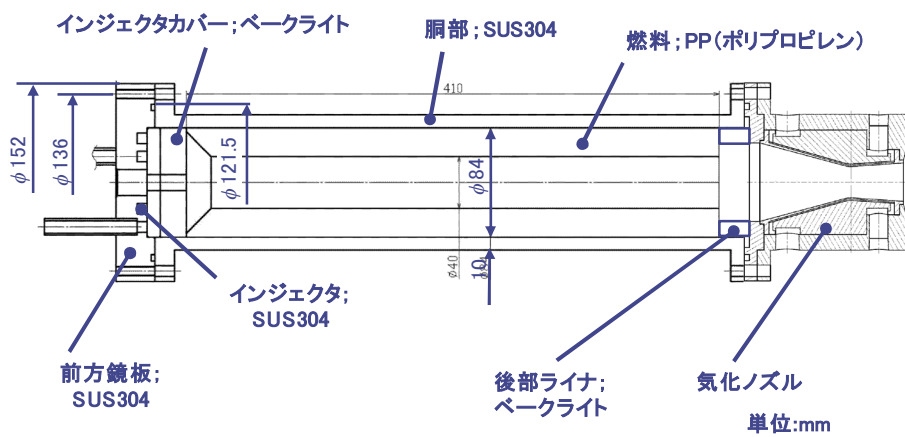 インジェクタカバー;ベークライト
胴部;SUS304
燃料;PP(ポリプロピレン)
410
φ152
φ136
φ121.5
φ84
φ40
10
インジェクタ;
SUS304
前方鏡板;
SUS304
後部ライナ;
ベークライト
気化ノズル
単位:mm